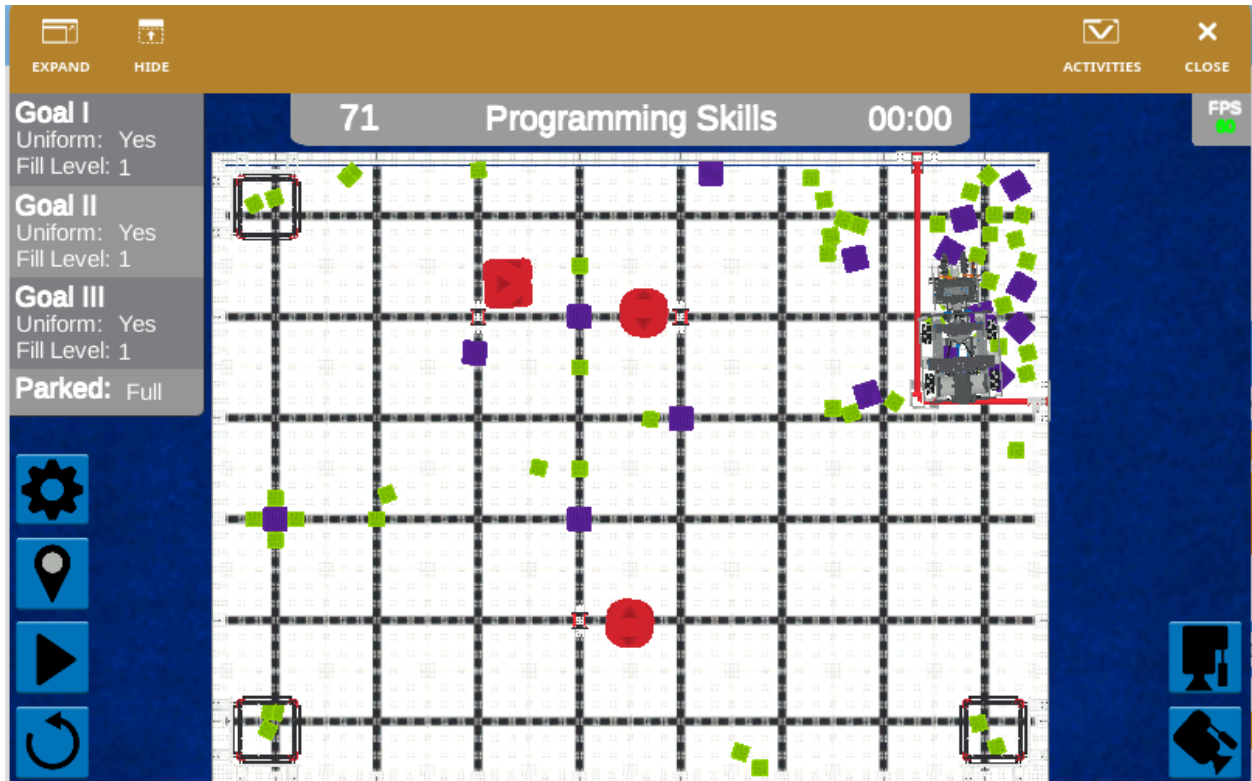 EXPAND
HIDE
ACTIVITIES
CLOSE
71 Programming Skills 00:00
FPS
60
Goal I
Uniform: Yes
Fill Level: 1
Goal II
Uniform: Yes
Fill Level: 1
Goal III
Uniform: Yes
Fill Level: 1
Parked: Full